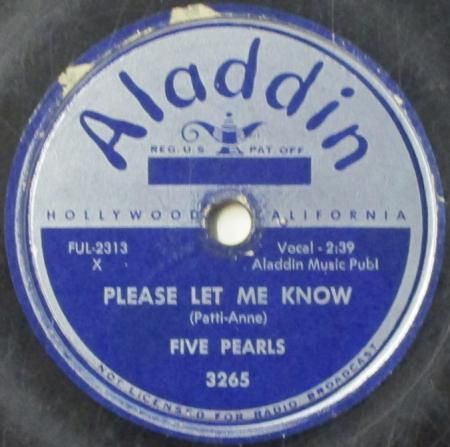 Aladdin
REG. U.S. PAT. OFF
HOLLYWOOD CALIFORNIA
FUL-2313
X
Vocal - 2:39
Aladdin Music Publ
PLEASE LET ME KNOW
(Patti-Anne)
FIVE PEARLS
3265
NOT LICENSED FOR RADIO BROADCAST